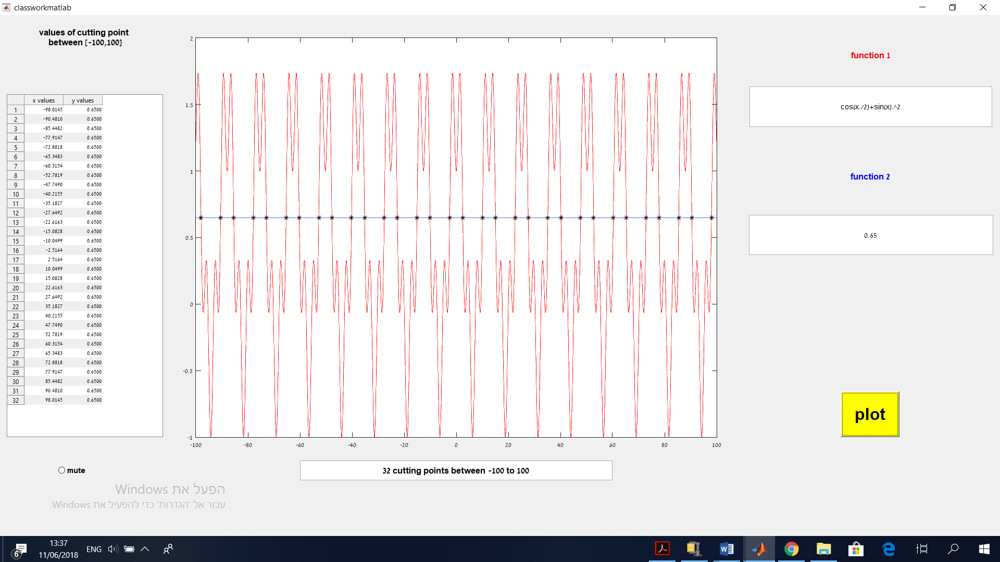 classworkmatlab
values of cutting point
between [-100,100]
x values y values
1 -98.0145 0.6500
2 -90.4810 0.6500
3 -85.4482 0.6500
4 -77.9147 0.6500
5 -72.8818 0.6500
6 -65.3483 0.6500
7 -60.3154 0.6500
8 -52.7819 0.6500
9 -47.7490 0.6500
10 -40.2155 0.6500
11 -35.1827 0.6500
12 -27.6492 0.6500
13 -22.6163 0.6500
14 -15.0828 0.6500
15 -10.0499 0.6500
16 -2.5164 0.6500
17 2.5164 0.6500
18 10.0499 0.6500
19 15.0828 0.6500
20 22.6163 0.6500
21 27.6492 0.6500
22 35.1827 0.6500
23 40.2155 0.6500
24 47.7490 0.6500
25 52.7819 0.6500
26 60.3154 0.6500
27 65.3483 0.6500
28 72.8818 0.6500
29 77.9147 0.6500
30 85.4482 0.6500
31 90.4810 0.6500
32 98.0145 0.6500
2
1.5
1
0.5
0
-0.5
-1
-100 -80 -60 -40 -20 0 20 40 60 80 100
function 1
cos(x./2)+sin(x).^2
function 2
0.65
plot
mute
32 cutting points between -100 to 100
הפעל את Windows
עבור אל 'הגדרות' כדי להפעיל את Windows.
6
13:37
11/06/2018
ENG